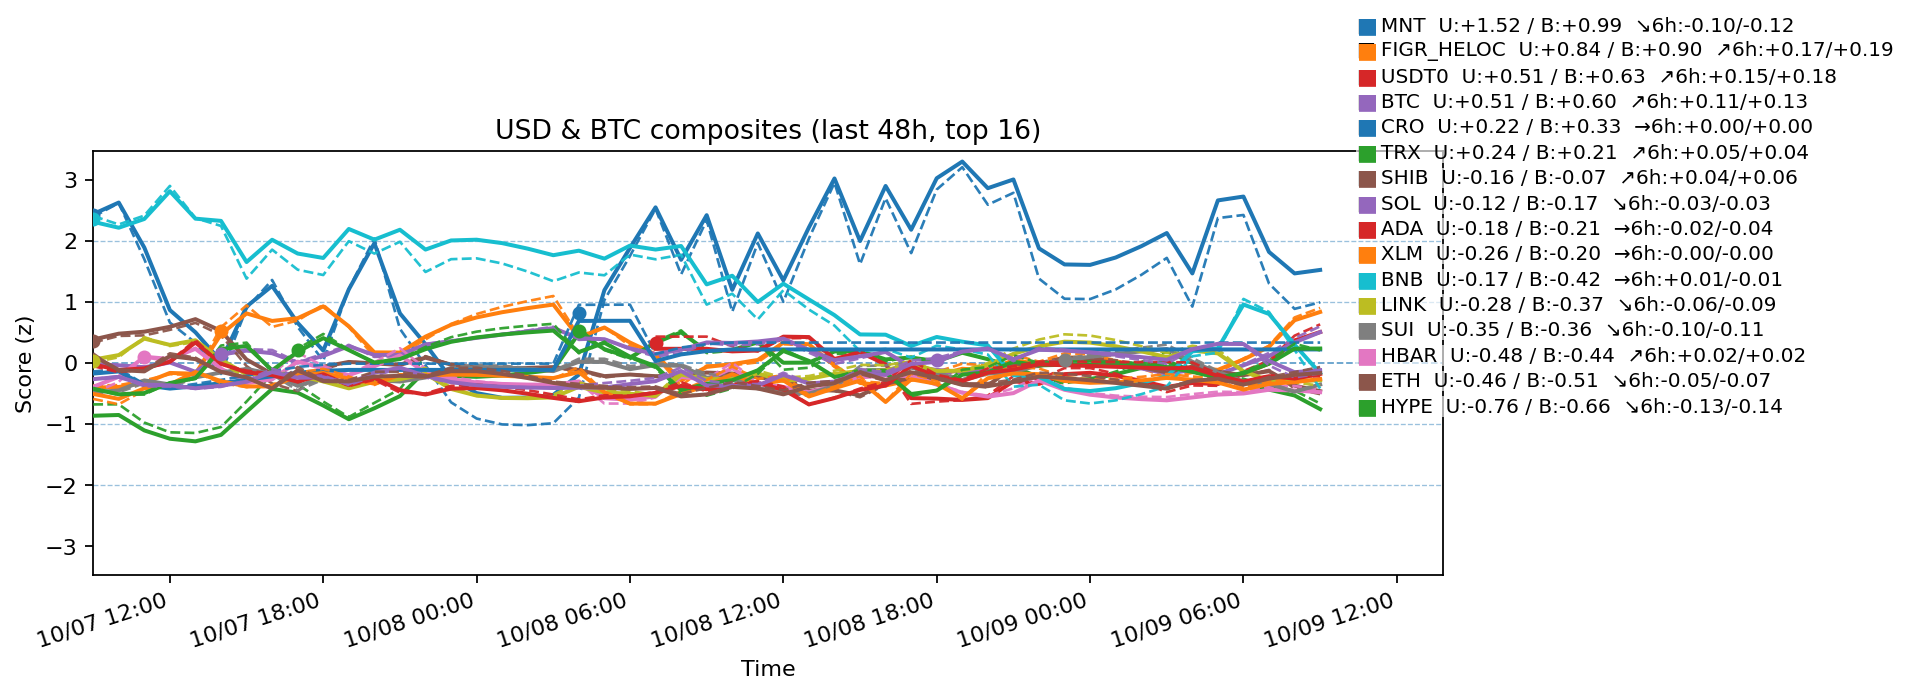 MNT  U:+1.52 / B:+0.99  ↘6h:-0.10/-0.12
FIGR_HELOC  U:+0.84 / B:+0.90  ↗6h:+0.17/+0.19
USDT0  U:+0.51 / B:+0.63  ↗6h:+0.15/+0.18
BTC  U:+0.51 / B:+0.60  ↗6h:+0.11/+0.13
CRO  U:+0.22 / B:+0.33  →6h:+0.00/+0.00
TRX  U:+0.24 / B:+0.21  ↗6h:+0.05/+0.04
SHIB  U:-0.16 / B:-0.07  ↗6h:+0.04/+0.06
SOL  U:-0.12 / B:-0.17  ↘6h:-0.03/-0.03
ADA  U:-0.18 / B:-0.21  →6h:-0.02/-0.04
XLM  U:-0.26 / B:-0.20  →6h:-0.00/-0.00
BNB  U:-0.17 / B:-0.42  →6h:+0.01/-0.01
LINK  U:-0.28 / B:-0.37  ↘6h:-0.06/-0.09
SUI  U:-0.35 / B:-0.36  ↘6h:-0.10/-0.11
HBAR  U:-0.48 / B:-0.44  ↗6h:+0.02/+0.02
ETH  U:-0.46 / B:-0.51  ↘6h:-0.05/-0.07
HYPE  U:-0.76 / B:-0.66  ↘6h:-0.13/-0.14
USD & BTC composites (last 48h, top 16)
Score (z)
3
2
1
0
−1
−2
−3
10/07 12:00
10/07 18:00
10/08 00:00
10/08 06:00
10/08 12:00
10/08 18:00
10/09 00:00
10/09 06:00
10/09 12:00
Time